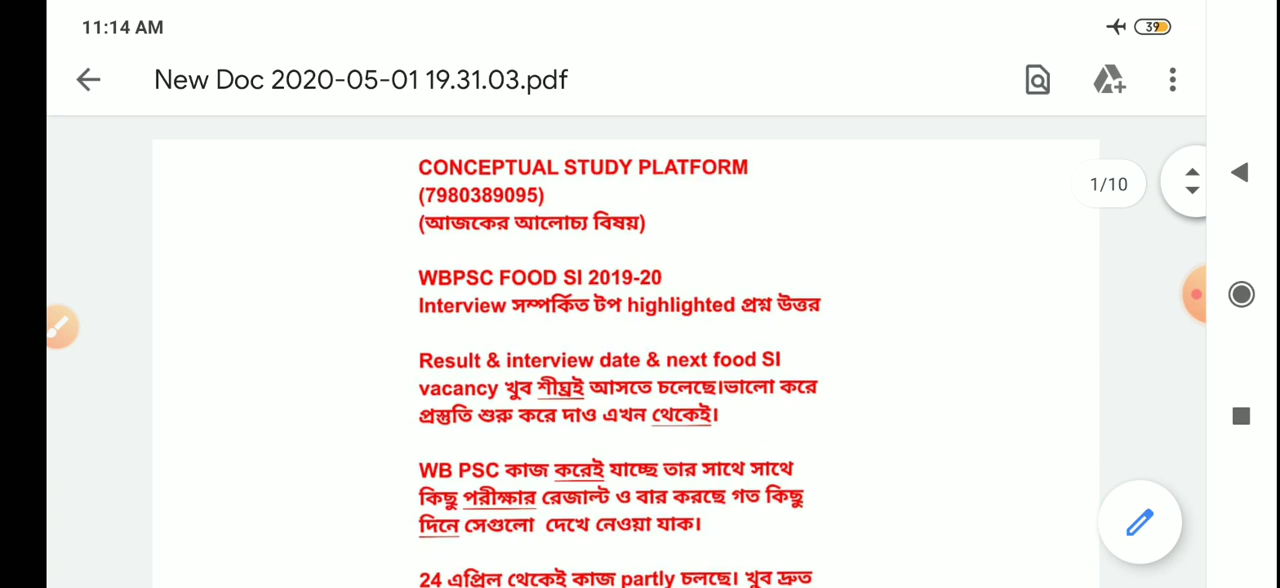 11:14 AM
39
New Doc 2020-05-01 19.31.03.pdf
1/10
CONCEPTUAL STUDY PLATFORM
(7980389095)
(আজকের আলোচ্য বিষয়)
WBPSC FOOD SI 2019-20
Interview সম্পর্কিত টপ highlighted প্রশ্ন উত্তর
Result & interview date & next food SI
vacancy খুব শীঘ্রই আসতে চলেছে।ভালো করে
প্রস্তুতি শুরু করে দাও এখন থেকেই।
WB PSC কাজ করেই যাচ্ছে তার সাথে সাথে
কিছু পরীক্ষার রেজাল্ট ও বার করছে গত কিছু
দিনে সেগুলো দেখে নেওয়া যাক।
24 এপ্রিল থেকেই কাজ partly চলছে। খুব দ্রুত